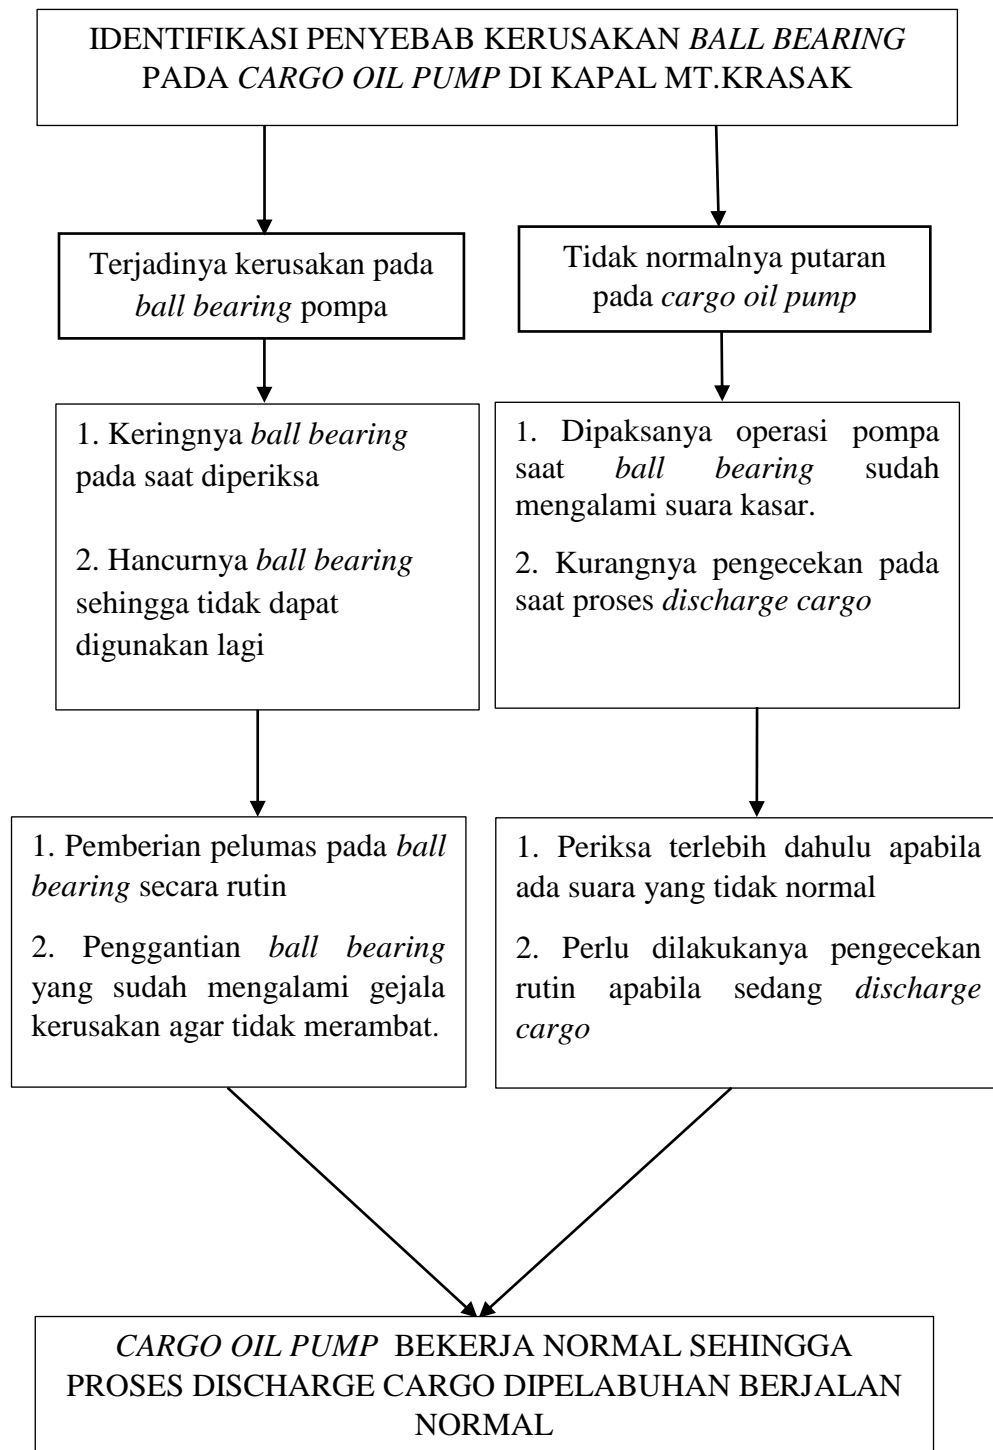 IDENTIFIKASI PENYEBAB KERUSAKAN BALL BEARING
PADA CARGO OIL PUMP DI KAPAL MT.KRASAK
Terjadinya kerusakan pada
ball bearing pompa
Tidak normalnya putaran
pada cargo oil pump
1. Keringnya ball bearing
pada saat diperiksa
2. Hancurnya ball bearing
sehingga tidak dapat
digunakan lagi
1. Dipaksanya operasi pompa
saat ball bearing sudah
mengalami suara kasar.
2. Kurangnya pengecekan pada
saat proses discharge cargo
1. Pemberian pelumas pada ball
bearing secara rutin
2. Penggantian ball bearing
yang sudah mengalami gejala
kerusakan agar tidak merambat.
1. Periksa terlebih dahulu apabila
ada suara yang tidak normal
2. Perlu dilakukanya pengecekan
rutin apabila sedang discharge
cargo
CARGO OIL PUMP BEKERJA NORMAL SEHINGGA
PROSES DISCHARGE CARGO DIPELABUHAN BERJALAN
NORMAL